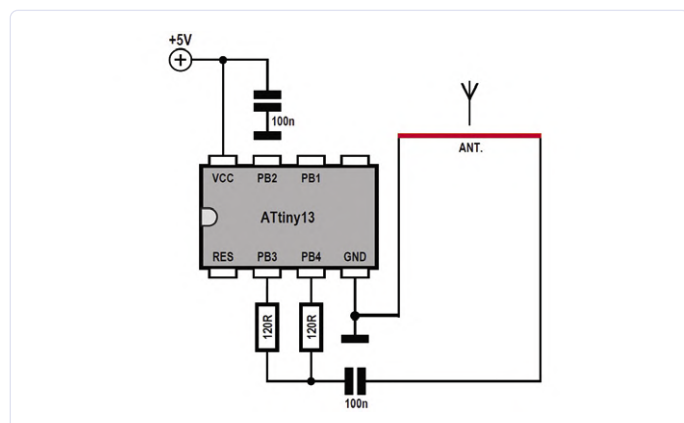 +5V
100n
ANT.
VCC PB2 PB1
ATtiny13
RES PB3 PB4 GND
120R 120R
100n